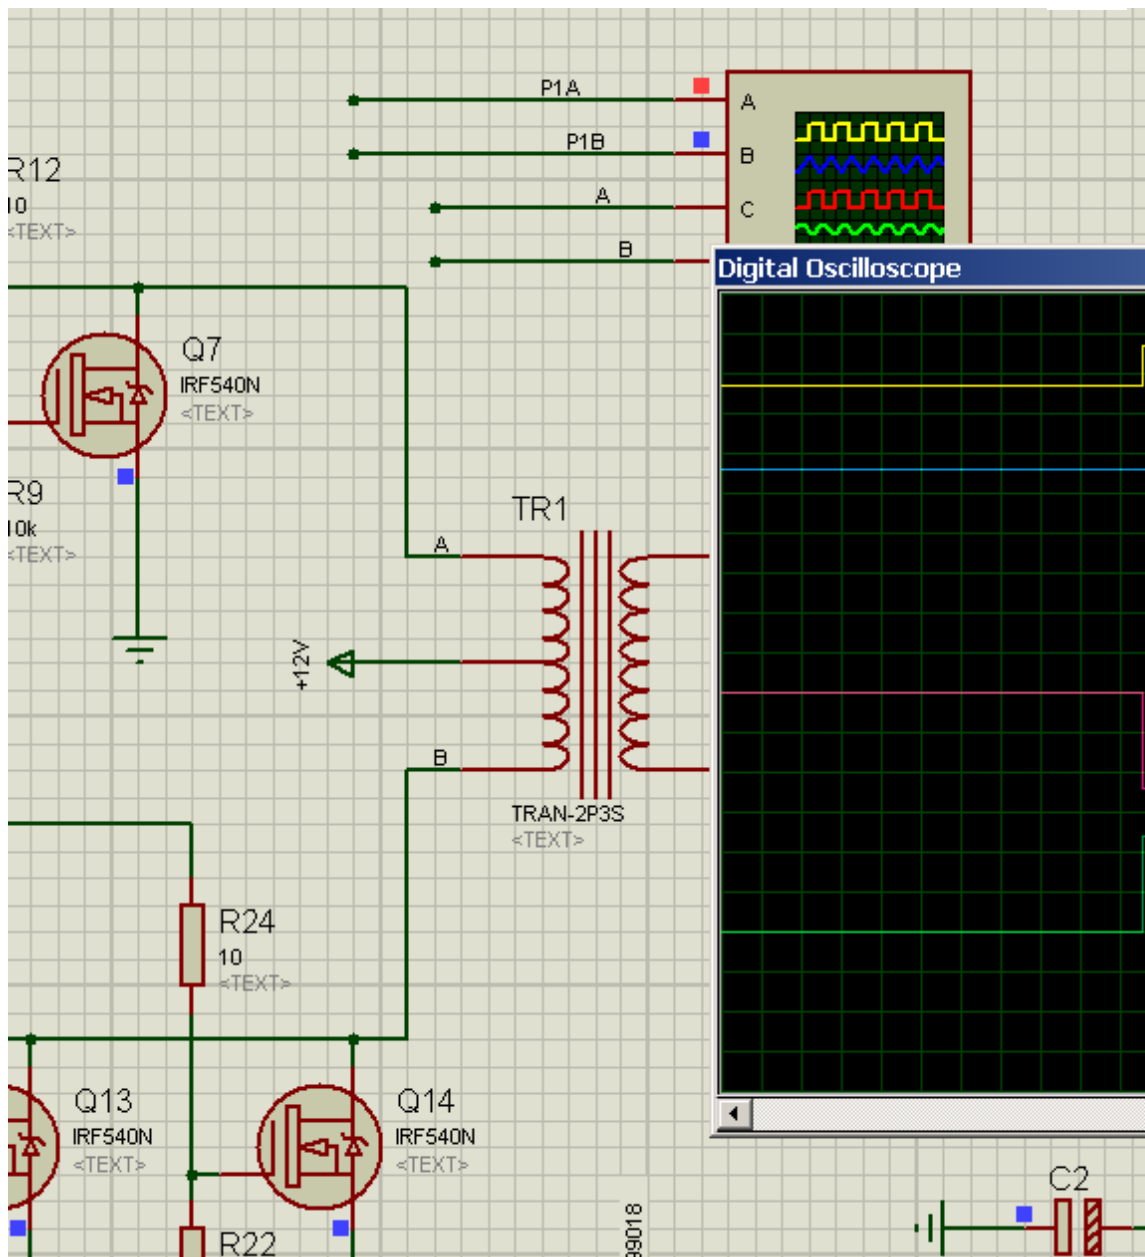 P1A
A
P1B
B
R12
10
<TEXT>
A
C
B
Digital Oscilloscope
Q7
IRF540N
<TEXT>
R9
10k
<TEXT>
TR1
A
+12V
B
TRAN-2P3S
<TEXT>
R24
10
<TEXT>
Q13
IRF540N
<TEXT>
Q14
IRF540N
<TEXT>
C2
R22
99018